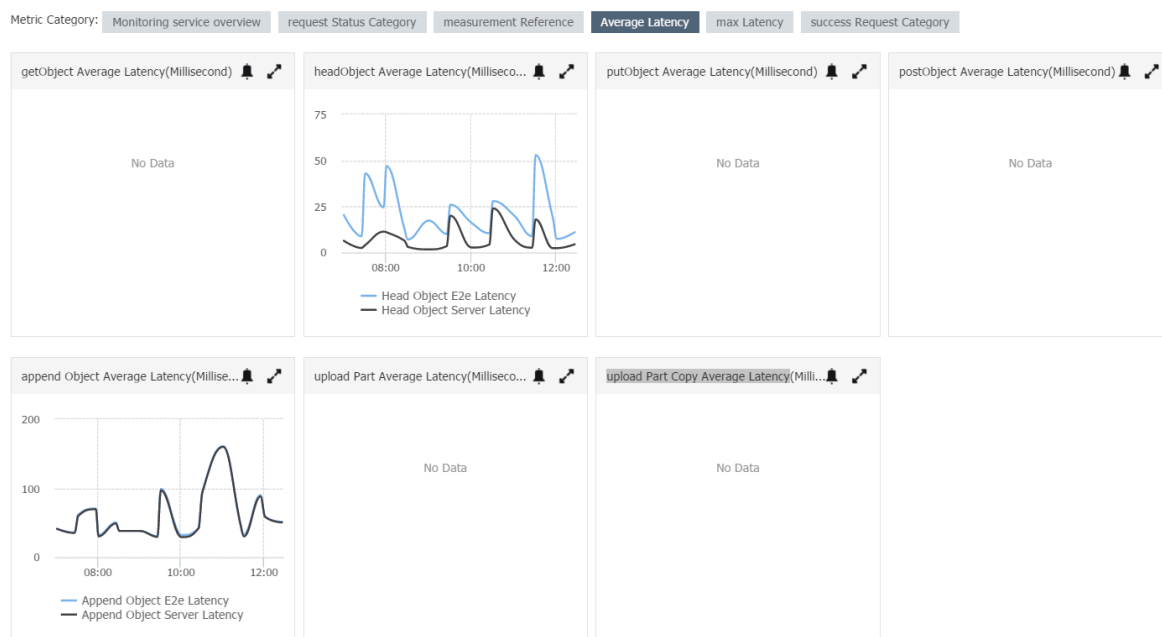 Metric Category: Monitoring service overview request Status Category measurement Reference Average Latency max Latency success Request Category
getObject Average Latency(Millisecond)
headObject Average Latency(Milliseco...
putObject Average Latency(Millisecond)
postObject Average Latency(Millisecond)
No Data
75
50
25
0
08:00 10:00 12:00
Head Object E2e Latency
Head Object Server Latency
No Data
No Data
append Object Average Latency(Millise...
upload Part Average Latency(Milliseco...
upload Part Copy Average Latency(Milli...
200
100
0
08:00 10:00 12:00
Append Object E2e Latency
Append Object Server Latency
No Data
No Data